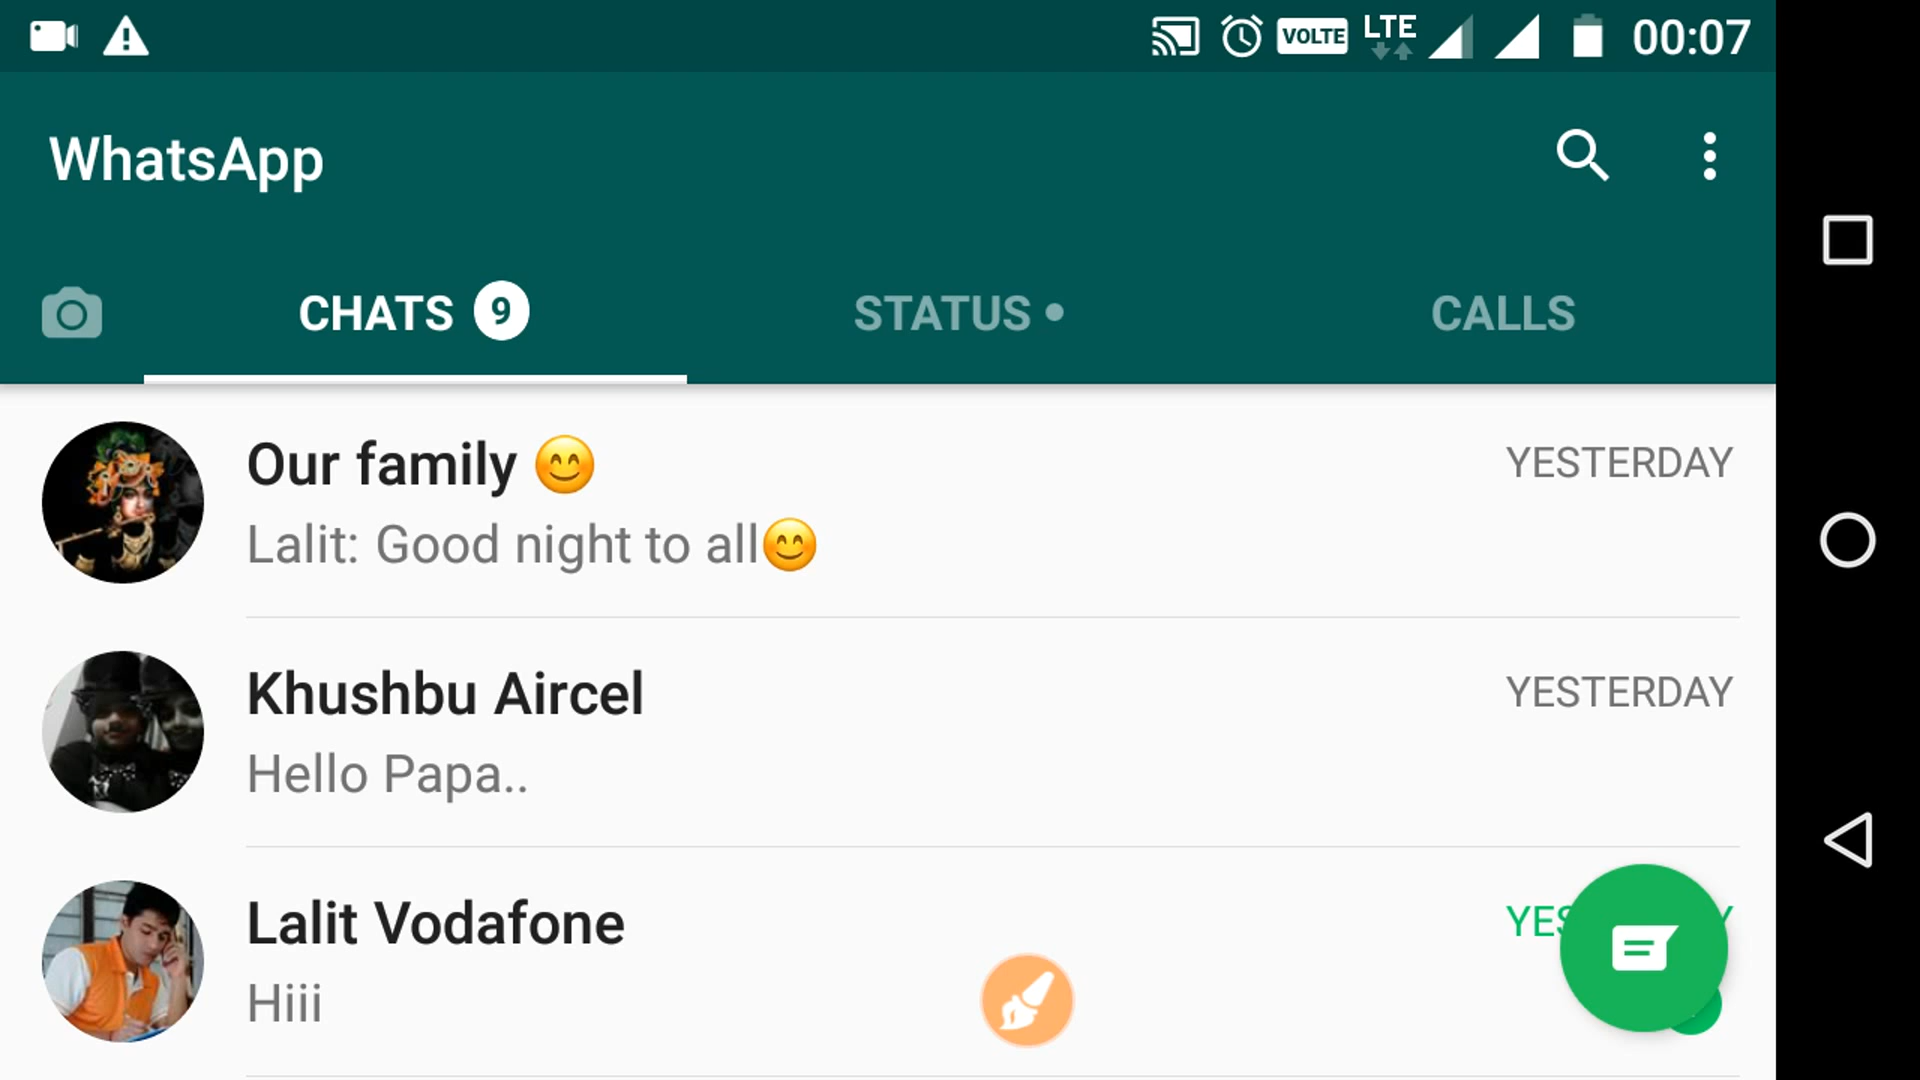 VOLTE LTE 00:07
WhatsApp
CHATS 9 STATUS CALLS
Our family 😊 YESTERDAY
Lalit: Good night to all😊
Khushbu Aircel YESTERDAY
Hello Papa..
Lalit Vodafone
Hiii